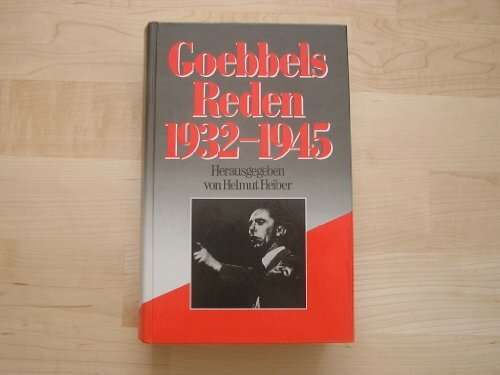 Goebbels
Reden
1932–1945
Herausgegeben
von Helmut Heiber